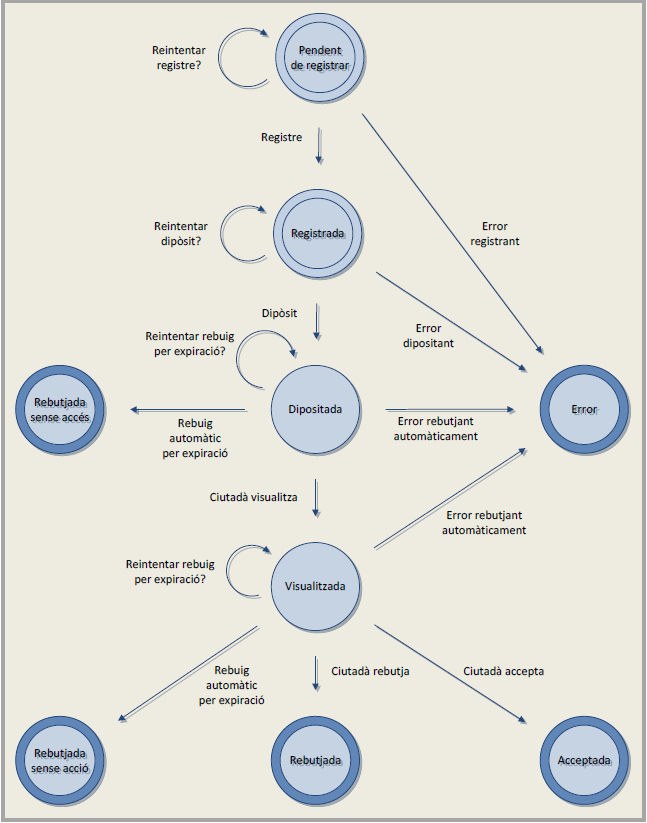 Reintentar
registre?
Pendent
de registrar
Registre
Reintentar
dipòsit?
Registrada
Error
registrant
Dipòsit
Error
dipositant
Reintentar rebuig
per expiració?
Rebutjada
sense accés
Dipositada
Error
Rebuig
automàtic
per expiració
Error rebutjant
automàticament
Ciutadà visualitza
Error rebutjant
automàticament
Reintentar rebuig
per expiració?
Visualitzada
Rebuig
automàtic
per expiració
Ciutadà rebutja
Ciutadà accepta
Rebutjada
sense acció
Rebutjada
Acceptada